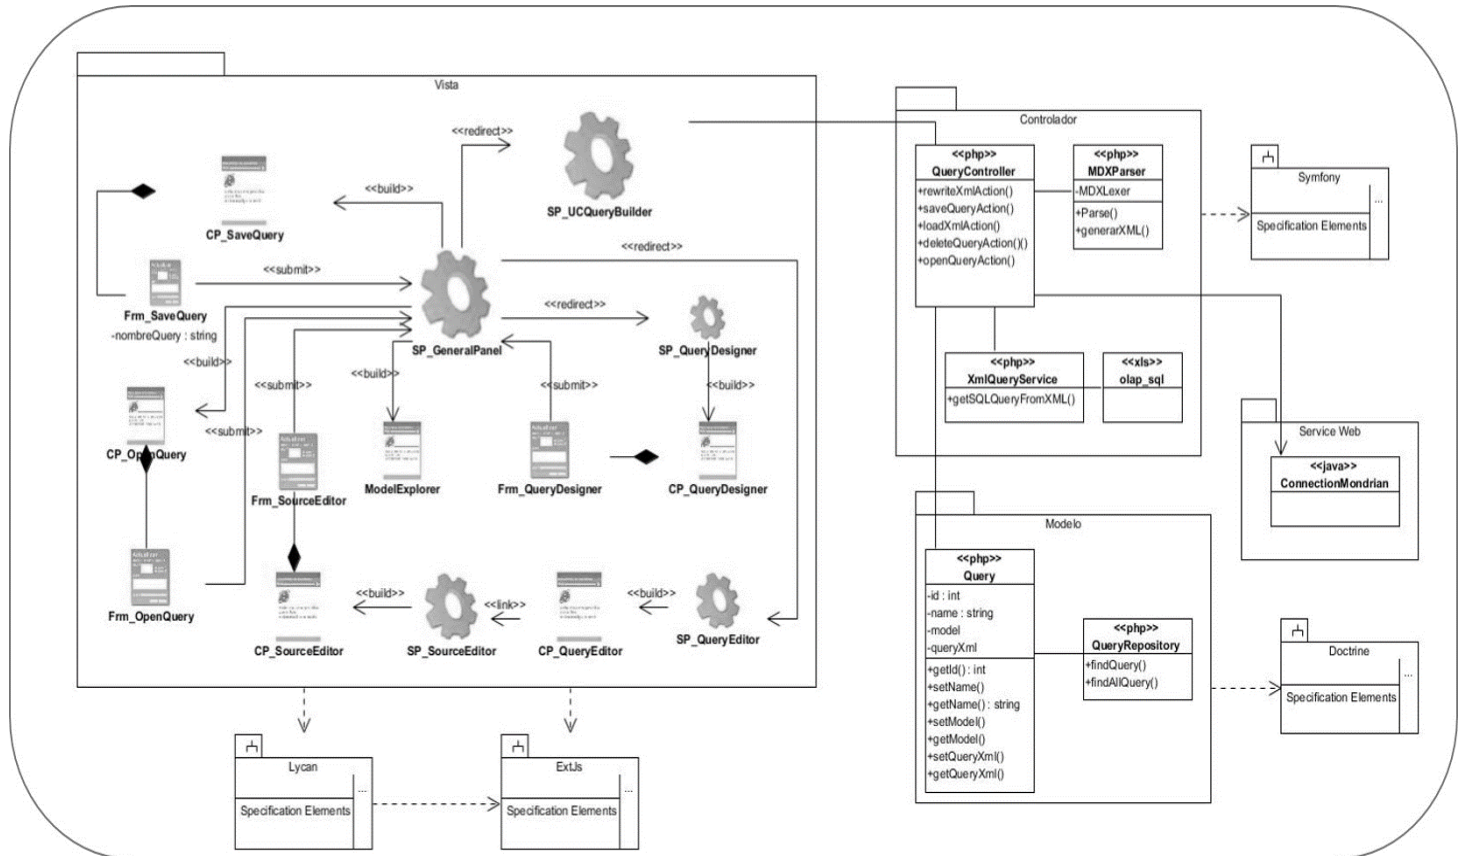 Vista
<<redirect>>
SP_UCQueryBuilder
<<build>>
CP_SaveQuery
<<redirect>>
<<submit>>
Frm_SaveQuery
-nombreQuery : string
SP_GeneralPanel
<<redirect>>
SP_QueryDesigner
<<build>>
<<build>>
<<submit>>
<<submit>>
<<build>>
<<submit>>
CP_OpenQuery
Frm_SourceEditor
ModelExplorer
Frm_QueryDesigner
CP_QueryDesigner
Frm_OpenQuery
<<build>>
<<link>>
<<build>>
CP_SourceEditor
SP_SourceEditor
CP_QueryEditor
SP_QueryEditor
Lycan
...
Specification Elements
ExtJs
...
Specification Elements
Controlador
<<php>>
QueryController
+rewriteXmlAction()
+saveQueryAction()
+loadXmlAction()
+deleteQueryAction()()
+openQueryAction()
<<php>>
MDXParser
-MDXLexer
+Parse()
+generarXML()
<<php>>
XmlQueryService
+getSQLQueryFromXML()
<<xls>>
olap_sql
Symfony
...
Specification Elements
Service Web
<<java>>
ConnectionMondrian
Modelo
<<php>>
Query
-id : int
-name : string
-model
-queryXml
+getId() : int
+setName()
+getName() : string
+setModel()
+getModel()
+setQueryXml()
+getQueryXml()
<<php>>
QueryRepository
+findQuery()
+findAllQuery()
Doctrine
...
Specification Elements